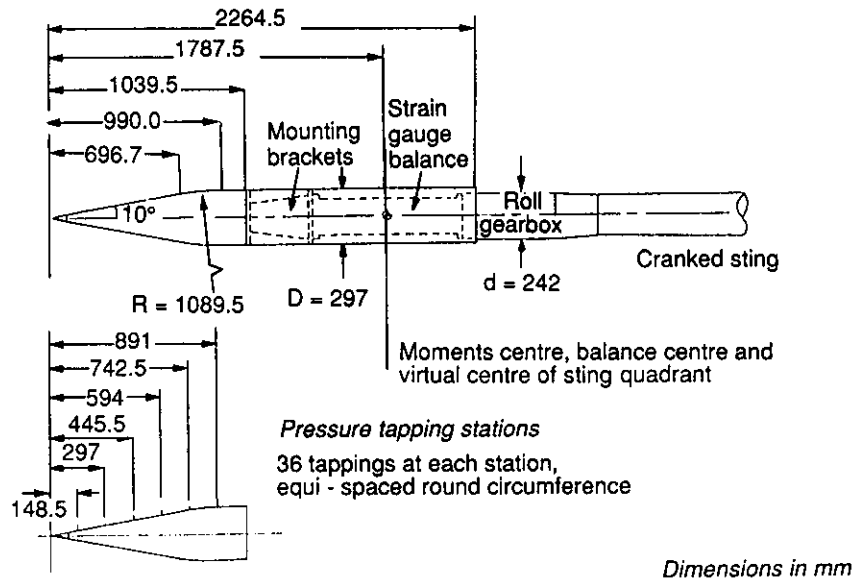 2264.5
1787.5
1039.5
990.0
696.7
Mounting
brackets
Strain
gauge
balance
10°
Roll
gearbox
Cranked sting
R = 1089.5
D = 297
d = 242
891
742.5
594
445.5
297
148.5
Moments centre, balance centre and
virtual centre of sting quadrant
Pressure tapping stations
36 tappings at each station,
equi - spaced round circumference
Dimensions in mm